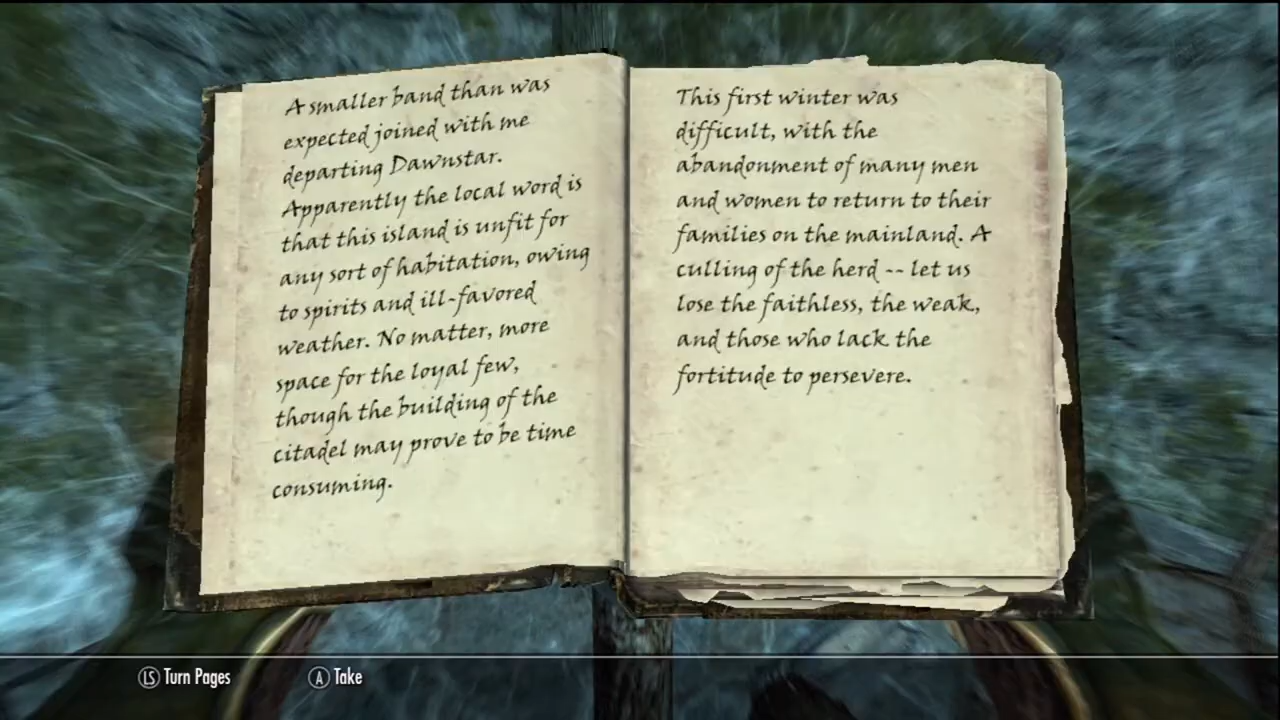 A smaller band than was
expected joined with me
departing Dawnstar.
Apparently the local word is
that this island is unfit for
any sort of habitation, owing
to spirits and ill-favored
weather. No matter, more
space for the loyal few,
though the building of the
citadel may prove to be time
consuming.
This first winter was
difficult, with the
abandonment of many men
and women to return to their
families on the mainland. A
culling of the herd -- let us
lose the faithless, the weak,
and those who lack the
fortitude to persevere.
LS Turn Pages
A Take